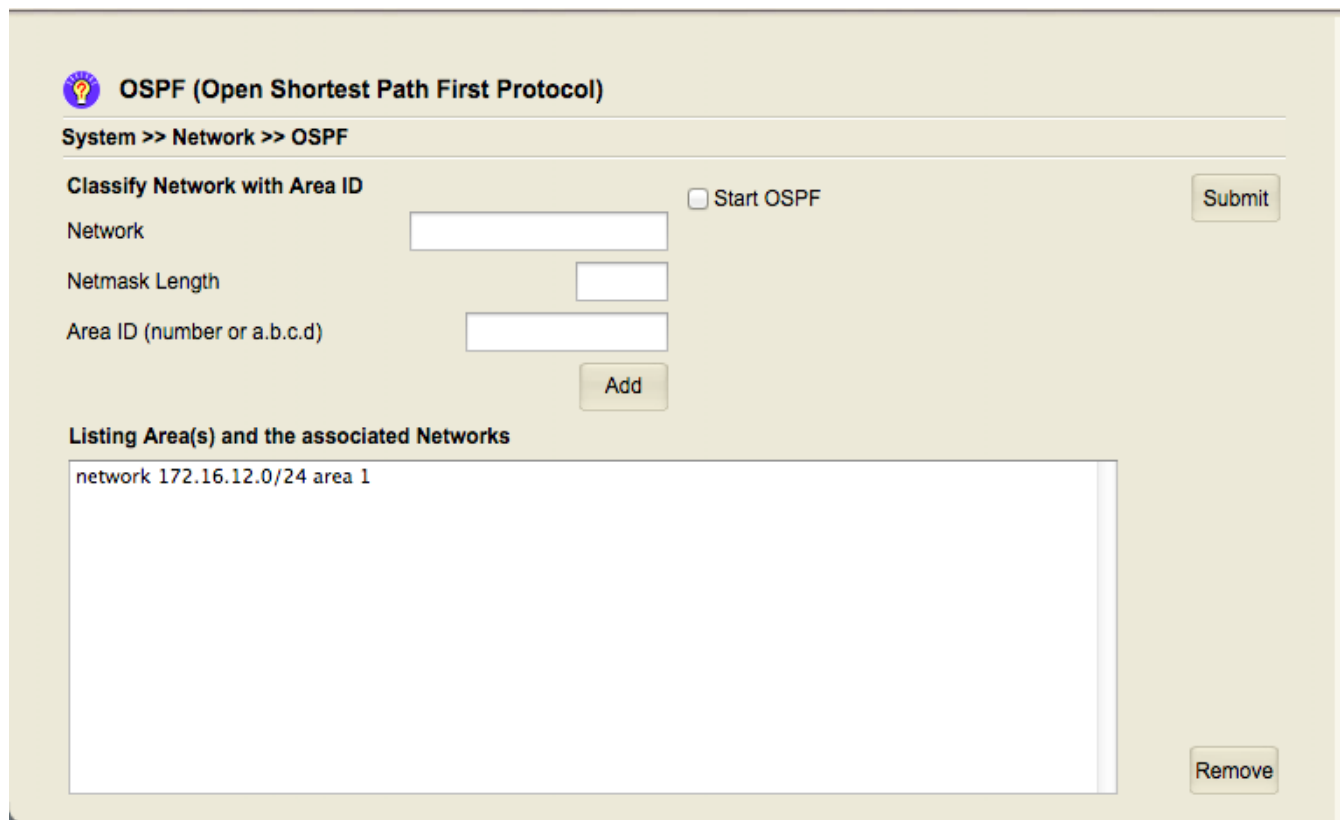 OSPF (Open Shortest Path First Protocol)
System >> Network >> OSPF
Classify Network with Area ID
Start OSPF
Submit
Network
Netmask Length
Area ID (number or a.b.c.d)
Add
Listing Area(s) and the associated Networks
network 172.16.12.0/24 area 1
Remove